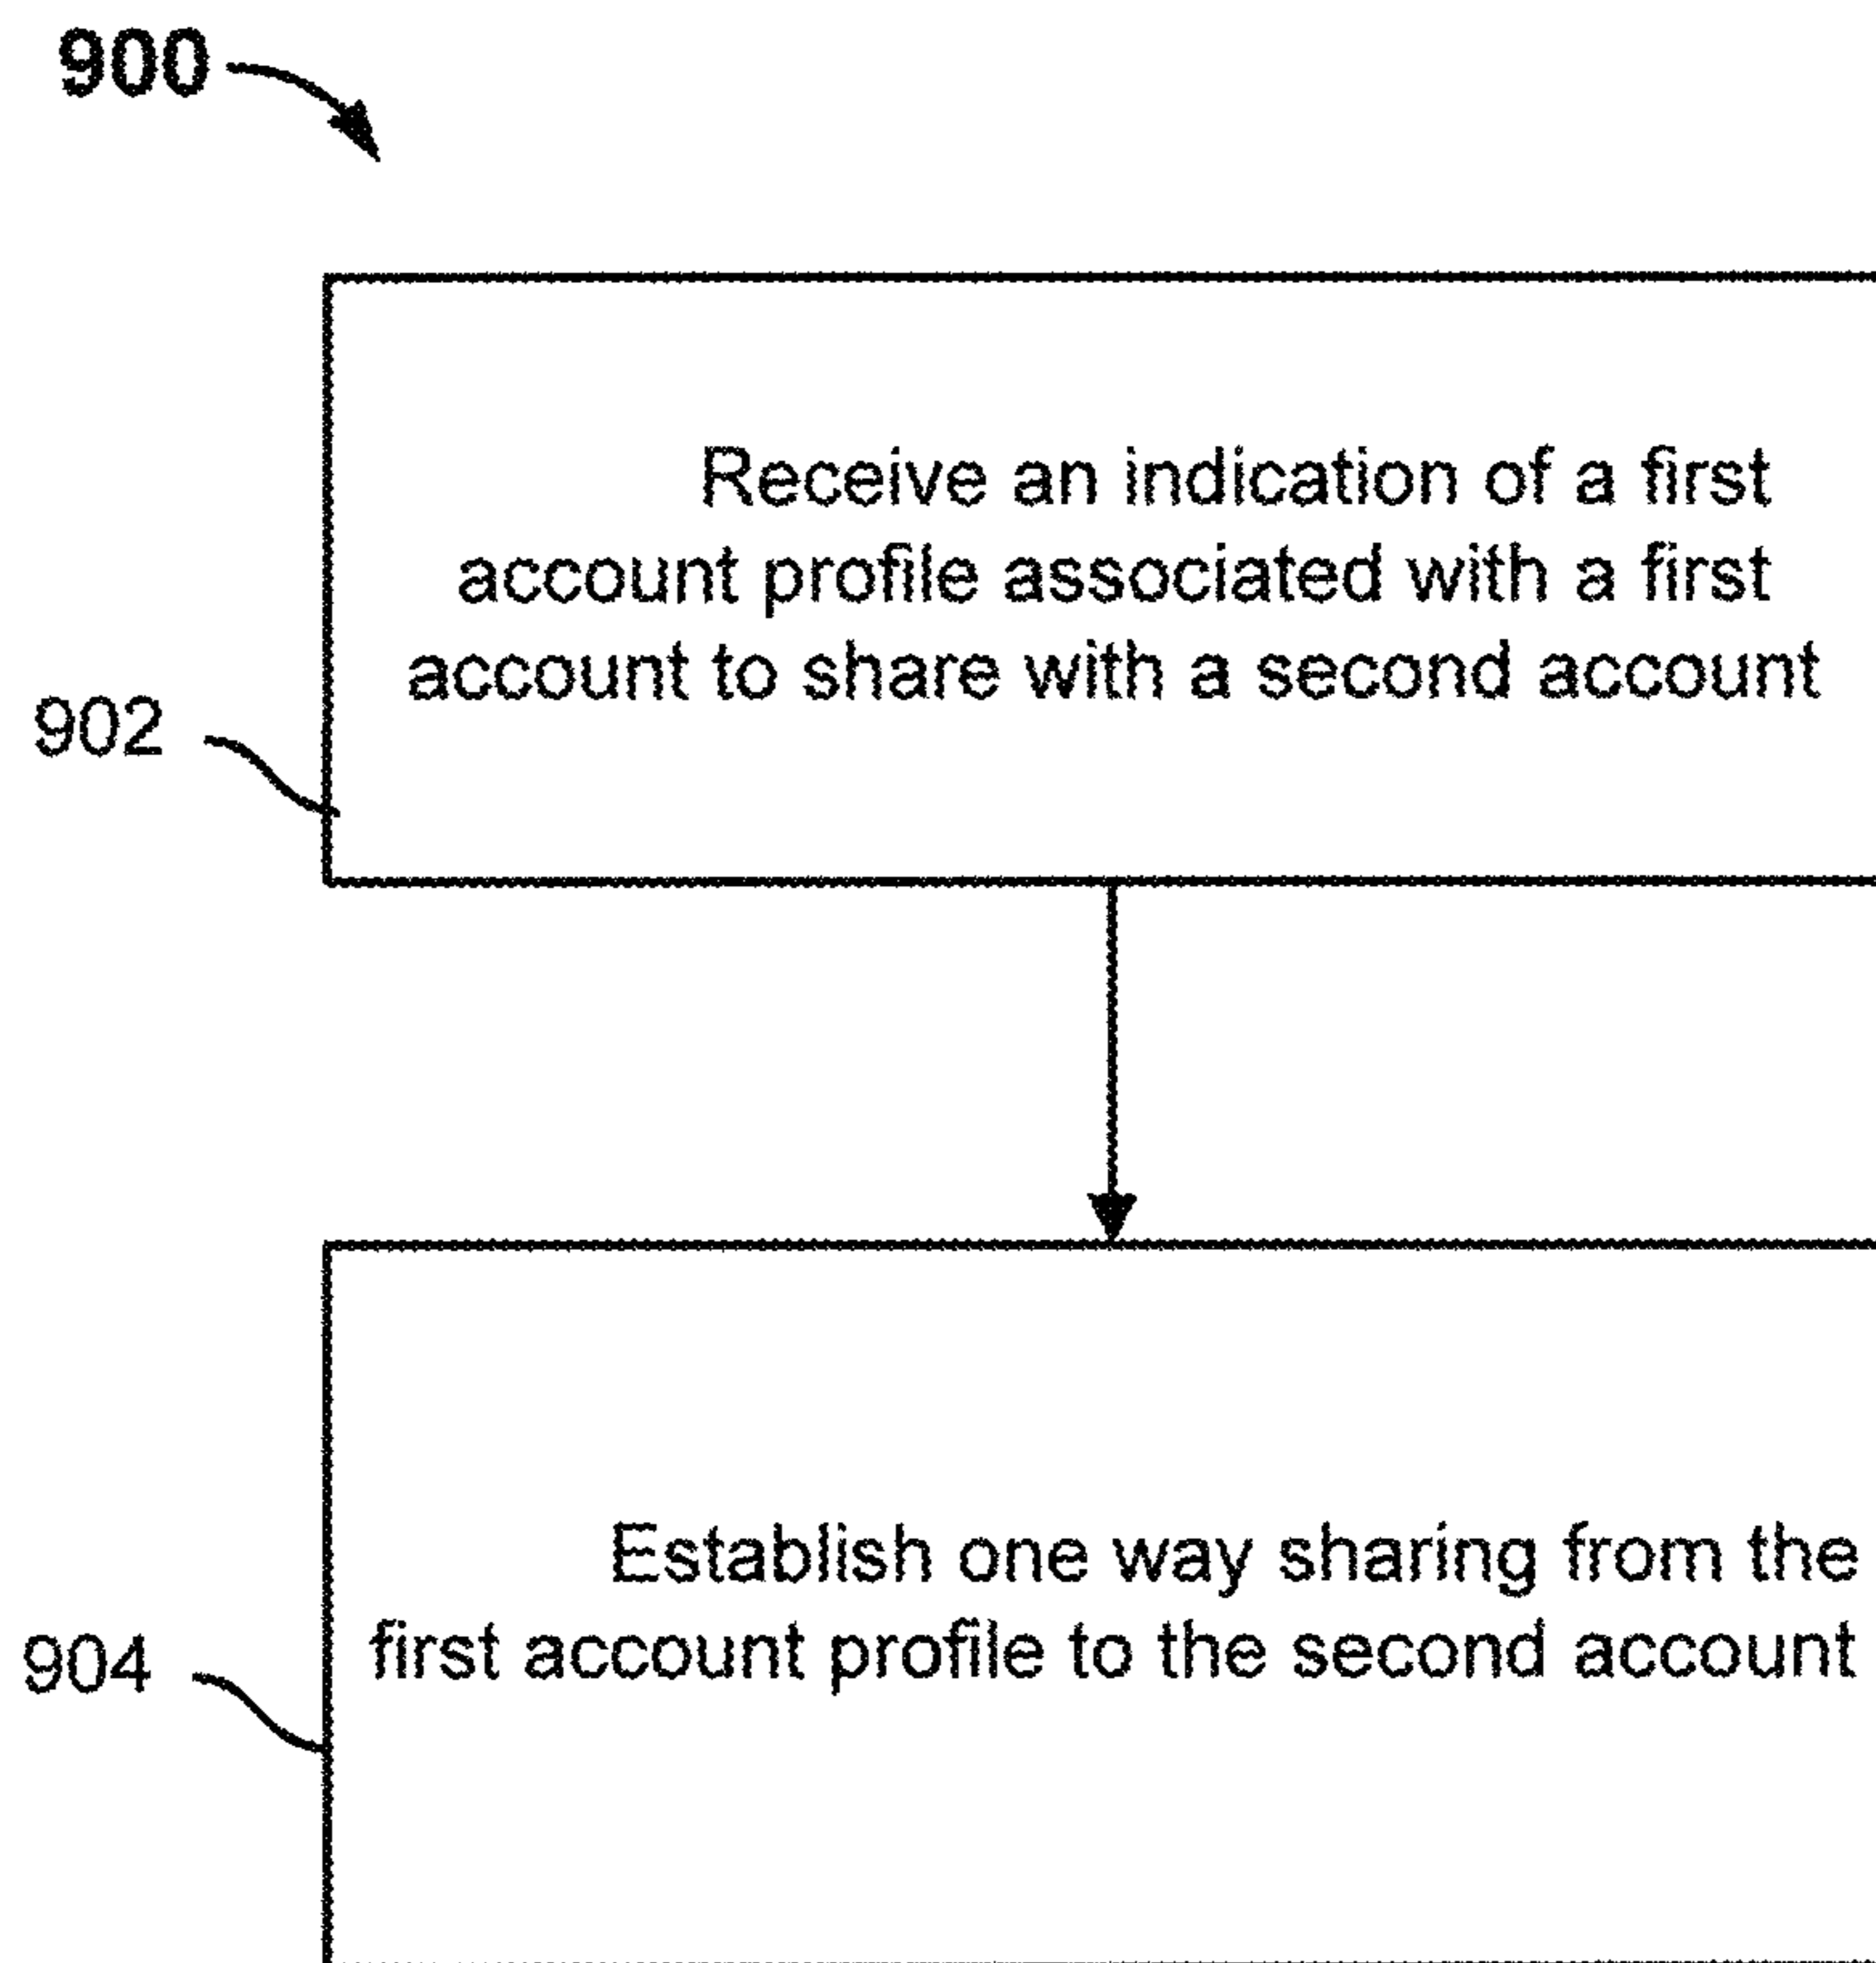 900
Receive an indication of a first
account profile associated with a first
account to share with a second account
902
Establish one way sharing from the
first account profile to the second account
904